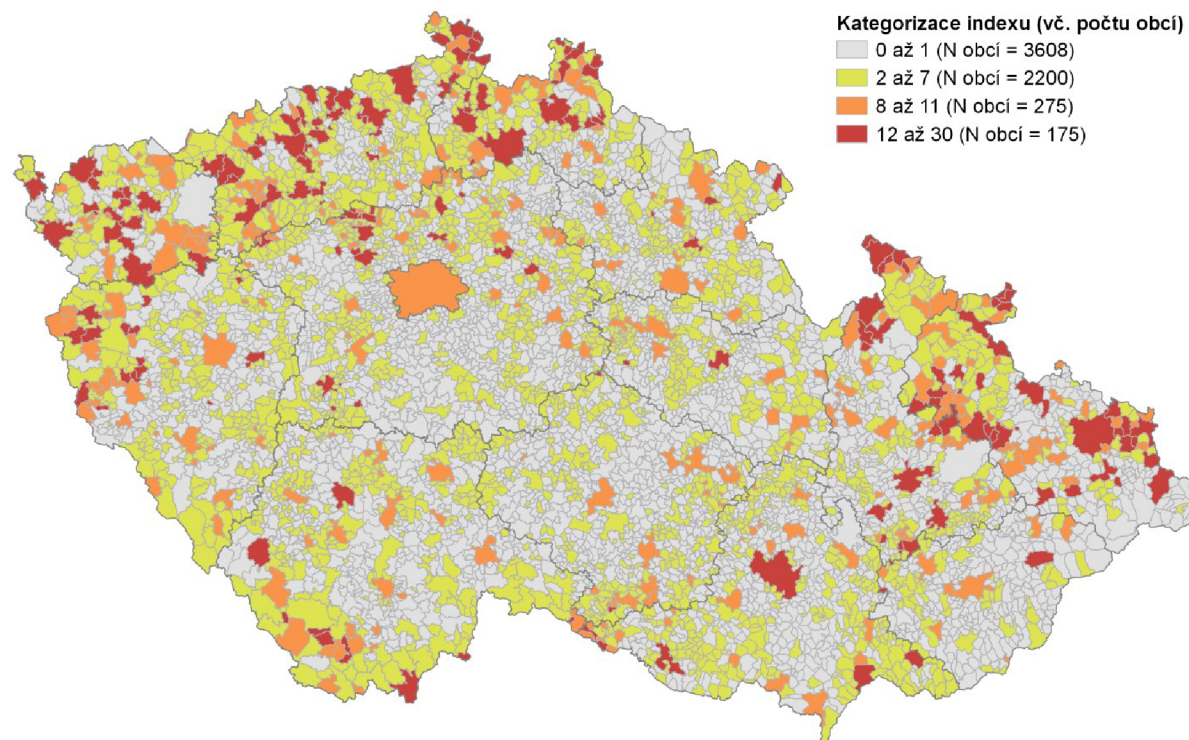 Kategorizace indexu (vč. počtu obcí)
0 až 1 (N obcí = 3608)
2 až 7 (N obcí = 2200)
8 až 11 (N obcí = 275)
12 až 30 (N obcí = 175)